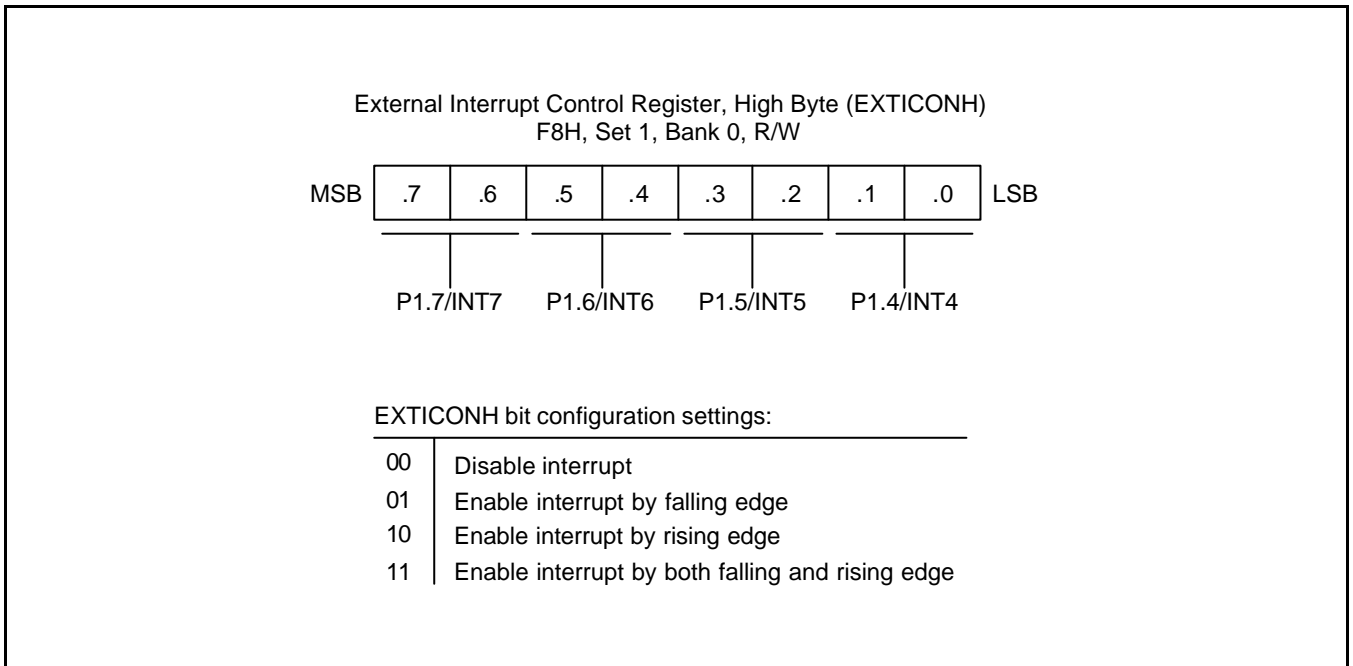 External Interrupt Control Register, High Byte (EXTICONH)
F8H, Set 1, Bank 0, R/W
MSB .7 .6 .5 .4 .3 .2 .1 .0 LSB
P1.7/INT7 P1.6/INT6 P1.5/INT5 P1.4/INT4
EXTICONH bit configuration settings:
00 Disable interrupt
01 Enable interrupt by falling edge
10 Enable interrupt by rising edge
11 Enable interrupt by both falling and rising edge